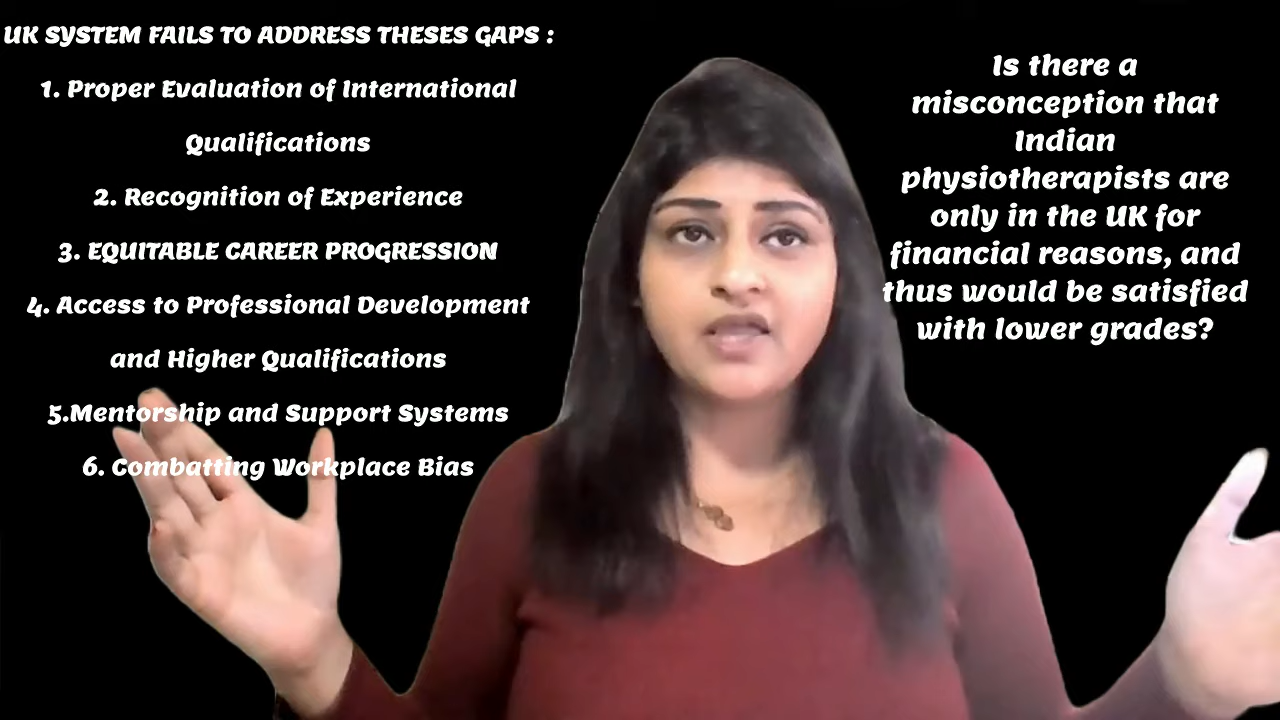 UK SYSTEM FAILS TO ADDRESS THESES GAPS :
1. Proper Evaluation of International
Qualifications
2. Recognition of Experience
3. EQUITABLE CAREER PROGRESSION
4. Access to Professional Development
and Higher Qualifications
5.Mentorship and Support Systems
6. Combatting Workplace Bias
Is there a
misconception that
Indian
physiotherapists are
only in the UK for
financial reasons, and
thus would be satisfied
with lower grades?